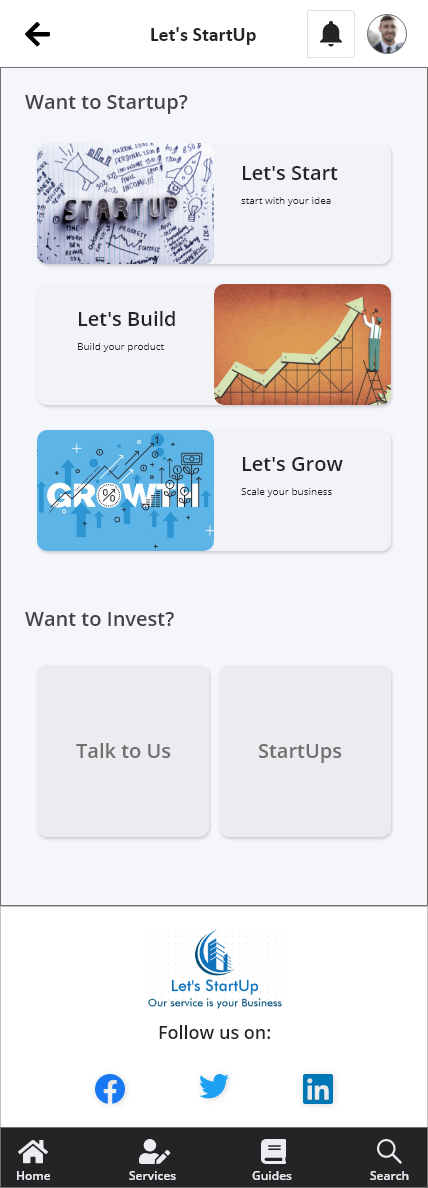 Let's StartUp
Want to Startup?
STARTUP
Let's Start
start with your idea
Let's Build
Build your product
GROWTH
%
1
Let's Grow
Scale your business
Want to Invest?
Talk to Us
StartUps
Let's StartUp
Our service is your Business
Follow us on:
f
in
Home
Services
Guides
Search